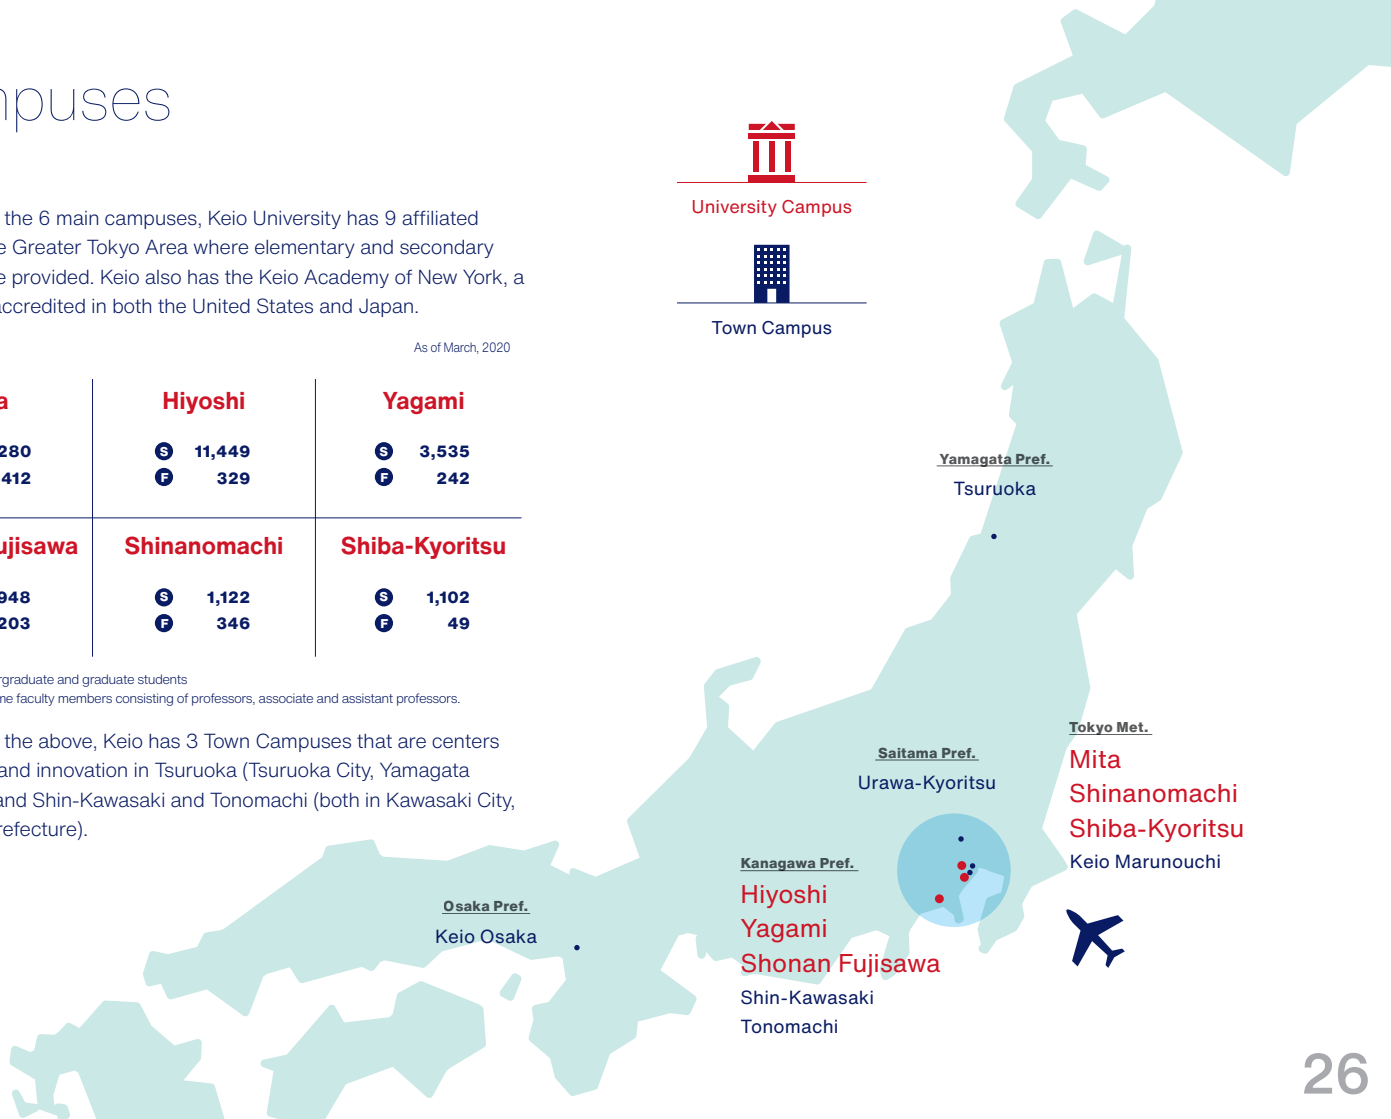 mpuses
the 6 main campuses, Keio University has 9 affiliated
e Greater Tokyo Area where elementary and secondary
e provided. Keio also has the Keio Academy of New York, a
accredited in both the United States and Japan.
As of March, 2020
a
280
412
Hiyoshi
S 11,449
F 329
Yagami
S 3,535
F 242
ujisawa
948
203
Shinanomachi
S 1,122
F 346
Shiba-Kyoritsu
S 1,102
F 49
rgraduate and graduate students
me faculty members consisting of professors, associate and assistant professors.
the above, Keio has 3 Town Campuses that are centers
and innovation in Tsuruoka (Tsuruoka City, Yamagata
and Shin-Kawasaki and Tonomachi (both in Kawasaki City,
refecture).
University Campus
Town Campus
Yamagata Pref.
Tsuruoka
Saitama Pref.
Urawa-Kyoritsu
Tokyo Met.
Mita
Shinanomachi
Shiba-Kyoritsu
Keio Marunouchi
Kanagawa Pref.
Hiyoshi
Yagami
Shonan Fujisawa
Shin-Kawasaki
Tonomachi
Osaka Pref.
Keio Osaka
26